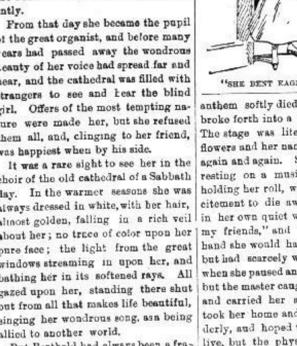 ntly.
From that day she became the pupil
of the great organist, and before many
years had passed away the wondrous
beauty of her voice had spread far and
near, and the cathedral was filled with
strangers to see and hear the blind
girl. Offers of the most tempting na-
ture were made her, but she refused
them all, and, clinging to her friend,
was happiest when by his side.
It was a rare sight to see her in the
choir of the old cathedral of a Sabbath
day. In the warmer seasons she was
always dressed in white, with her hair,
almost golden, falling in a rich veil
about her; no trace of color upon her
pure face; the light from the great
windows streaming in upon her, and
bathing her in its softened rays. All
gazed upon her, standing there shut
out from all that makes life beautiful,
singing her wondrous song, as a being
allied to another world.
But had always been a fra-
"SHE BENT EAG
anthem softly died
broke forth into a
The stage was lite
flowers and her nam
again and again. S
resting on a musi
holding her roll, w
citement to die aw
in her own quiet w
my friends," and
hand she would ha
but had scarcely w
when she paused an
but the master caug
and carried her s
took her home and
derly, and hoped
live, but the physi